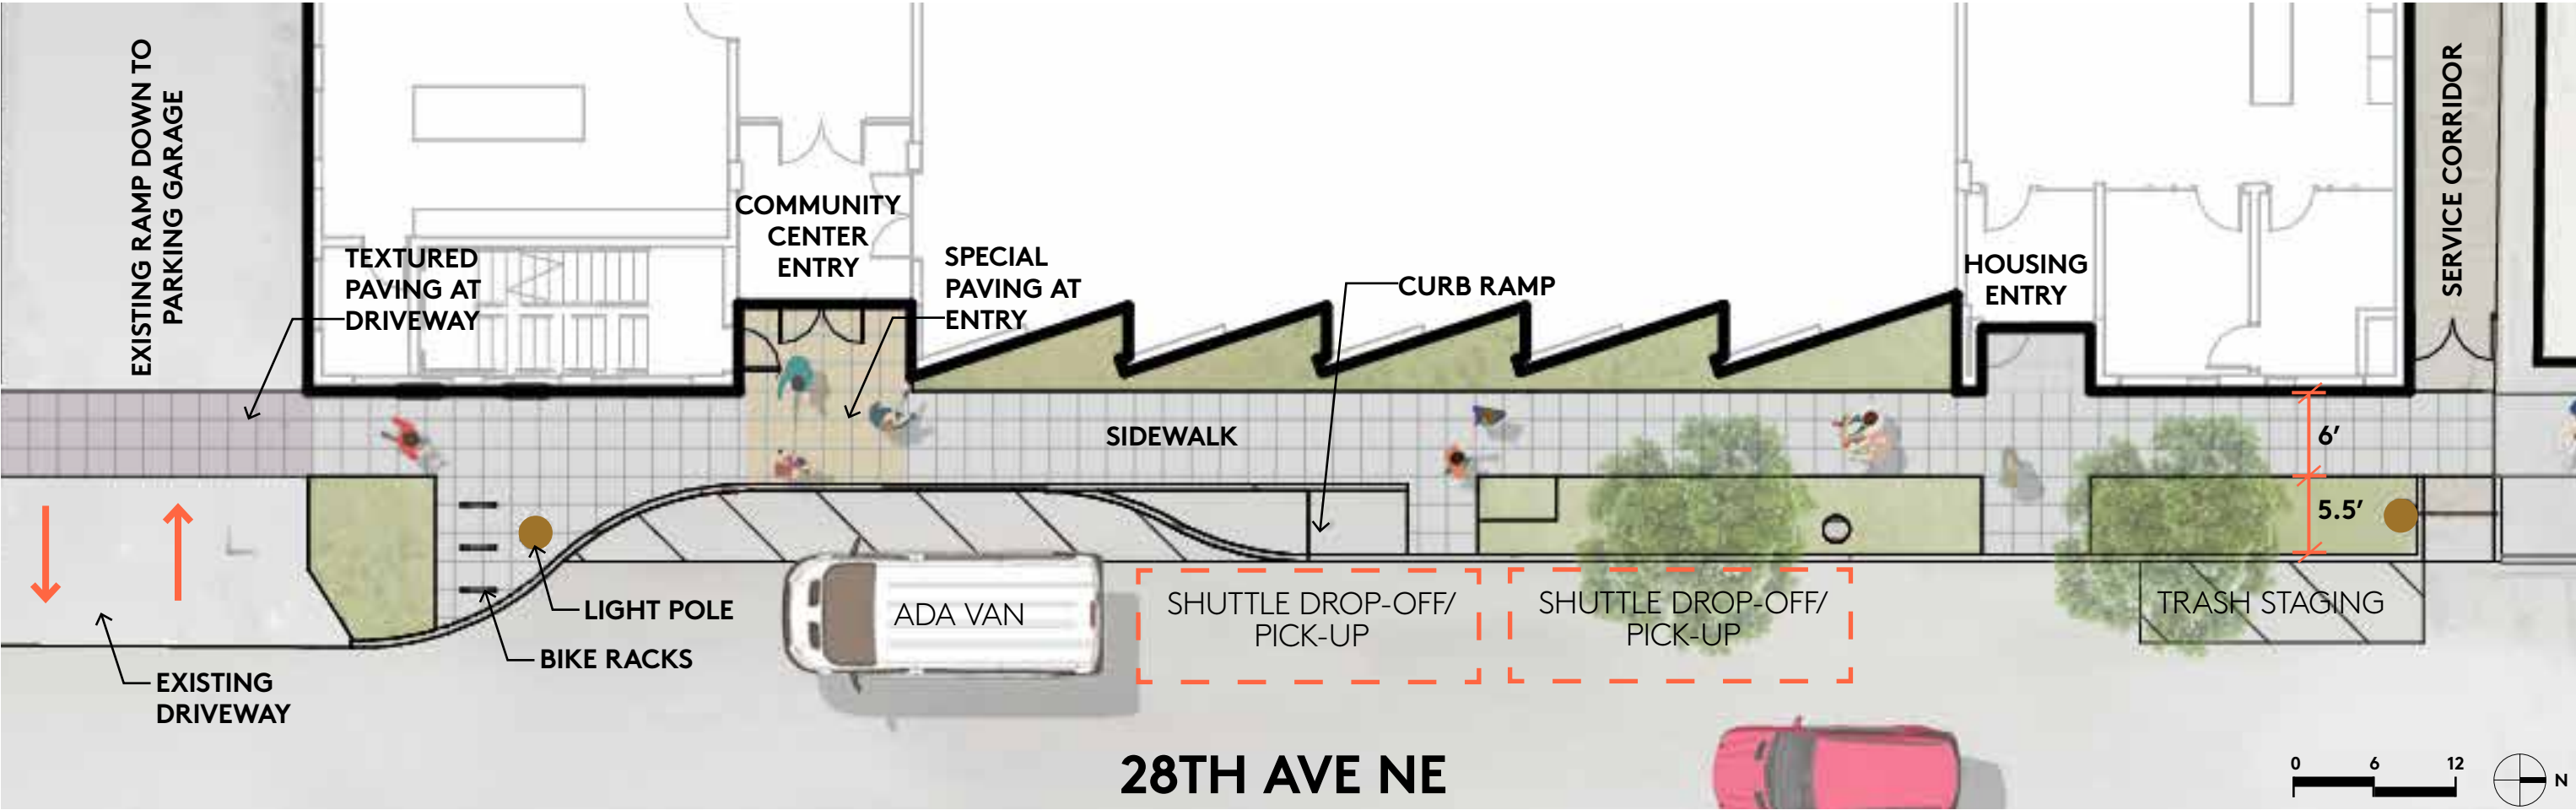 EXISTING RAMP DOWN TO
PARKING GARAGE
TEXTURED
PAVING AT
DRIVEWAY
COMMUNITY
CENTER
ENTRY
SPECIAL
PAVING AT
ENTRY
CURB RAMP
HOUSING
ENTRY
SERVICE CORRIDOR
SIDEWALK
6’
5.5’
LIGHT POLE
BIKE RACKS
EXISTING
DRIVEWAY
ADA VAN
SHUTTLE DROP-OFF/
PICK-UP
SHUTTLE DROP-OFF/
PICK-UP
TRASH STAGING
28TH AVE NE
0 6 12
N